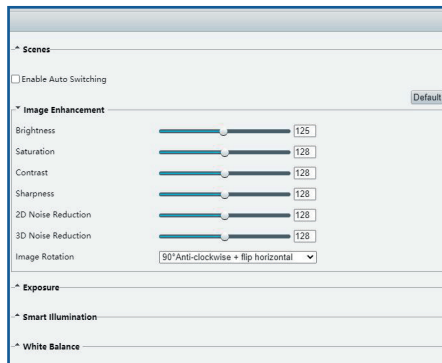 Scenes
Enable Auto Switching
Default
Image Enhancement
Brightness 125
Saturation 128
Contrast 128
Sharpness 128
2D Noise Reduction 128
3D Noise Reduction 128
Image Rotation 90°Anti-clockwise + flip horizontal
Exposure
Smart Illumination
White Balance